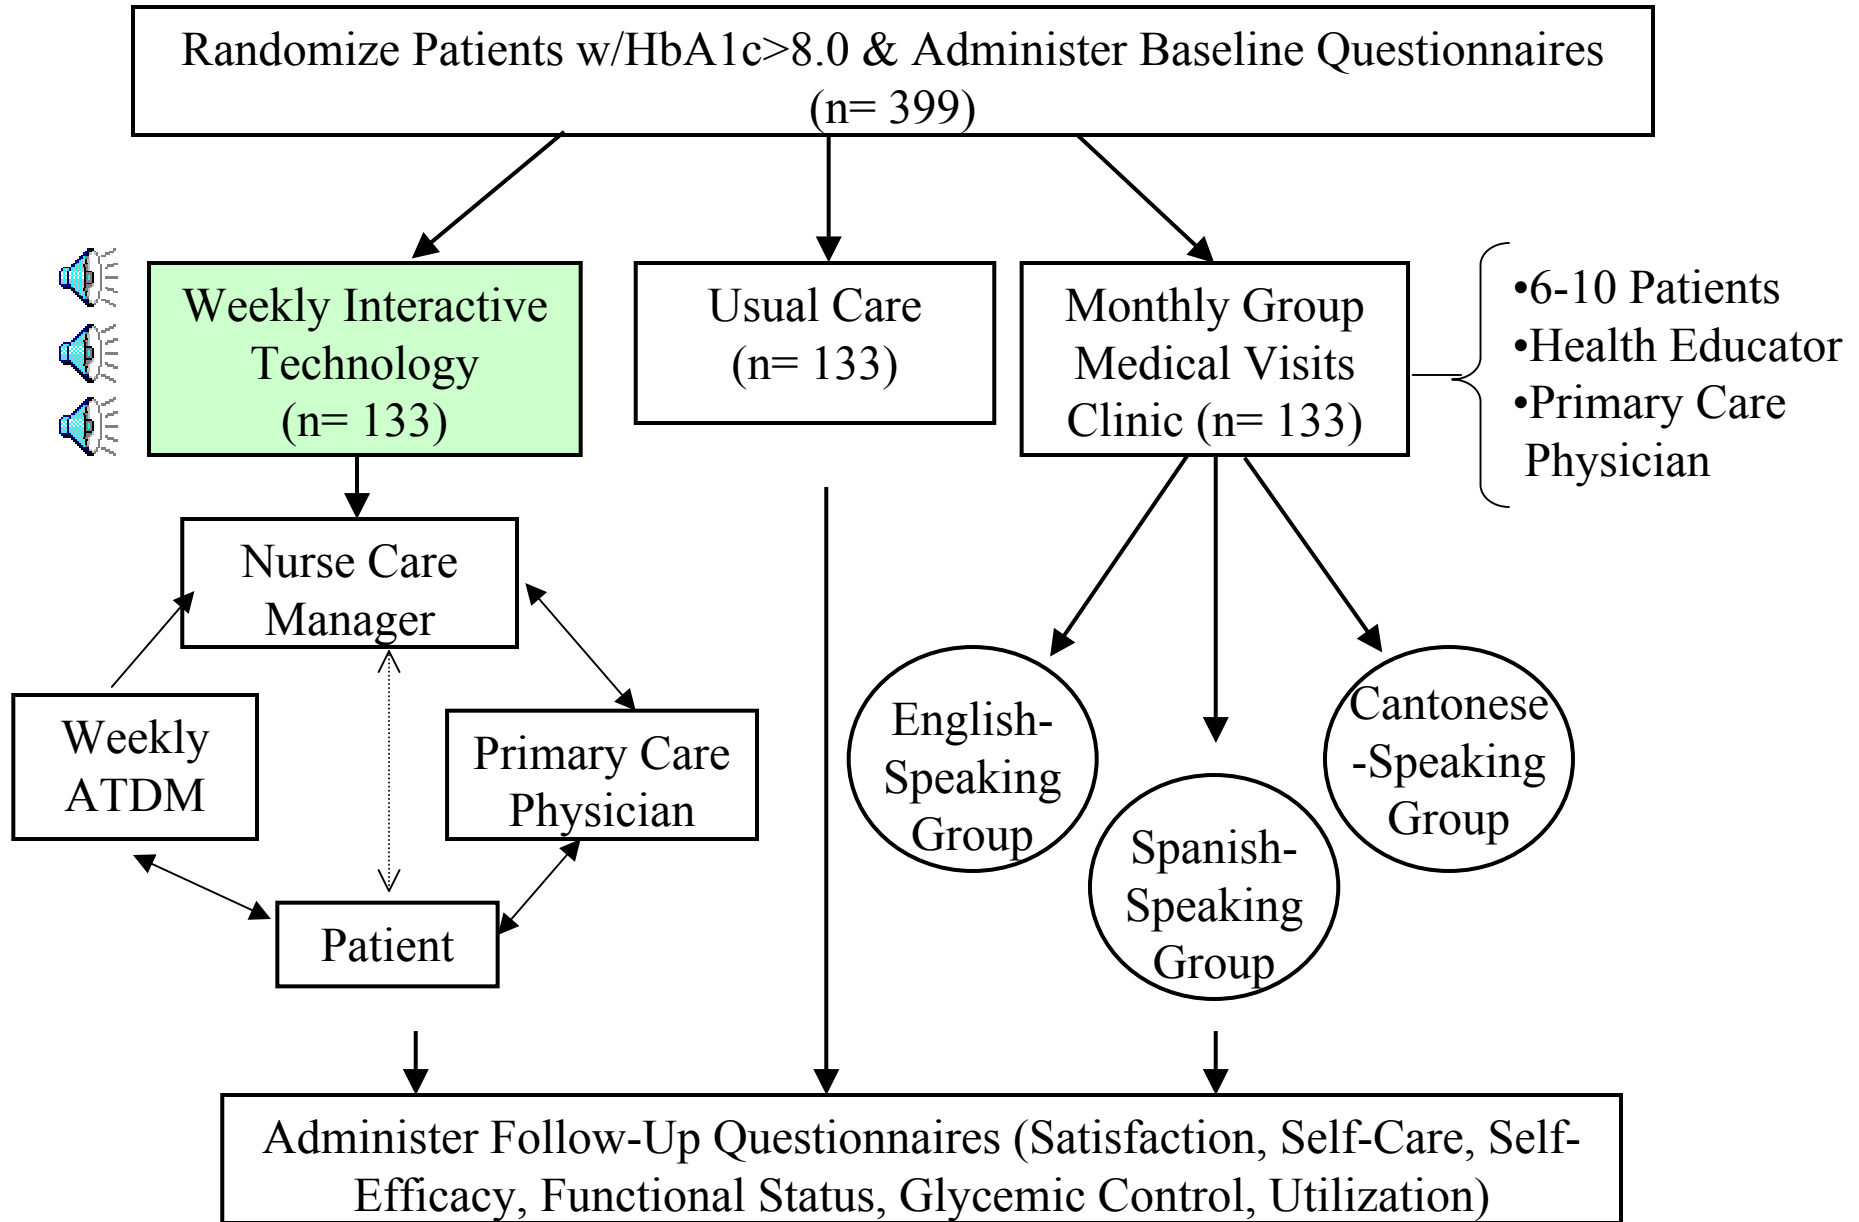 Randomize Patients w/HbA1c>8.0 & Administer Baseline Questionnaires
(n= 399)
Weekly Interactive
Technology
(n= 133)
Usual Care
(n= 133)
Monthly Group
Medical Visits
Clinic (n= 133)
•6-10 Patients
•Health Educator
•Primary Care
Physician
Nurse Care
Manager
Weekly
ATDM
Primary Care
Physician
Patient
English-
Speaking
Group
Spanish-
Speaking
Group
Cantonese
-Speaking
Group
Administer Follow-Up Questionnaires (Satisfaction, Self-Care, Self-
Efficacy, Functional Status, Glycemic Control, Utilization)